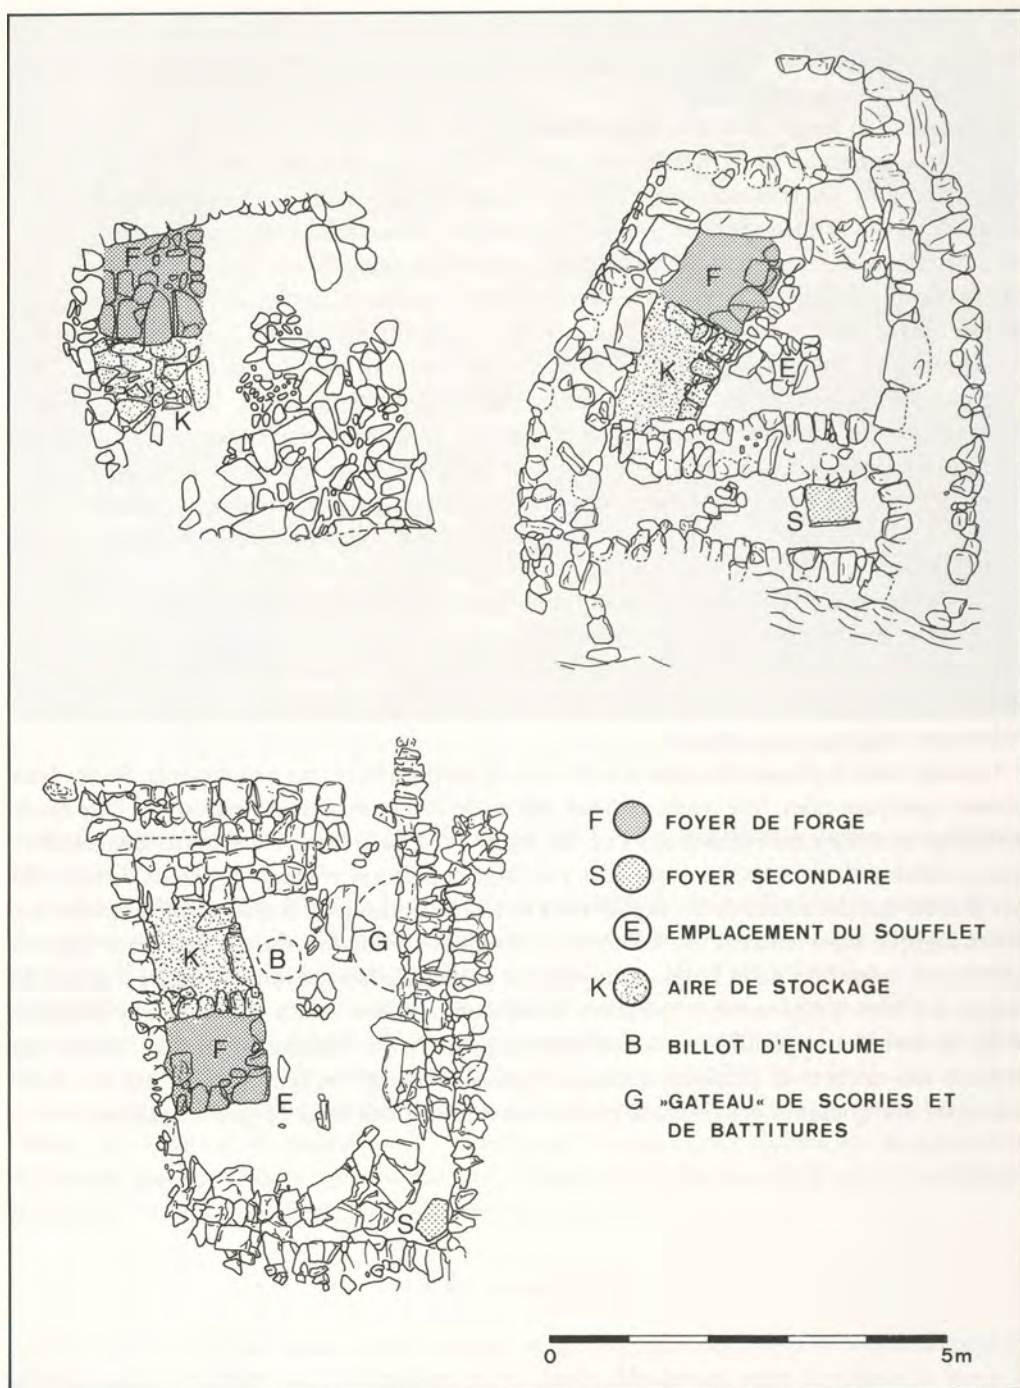 F
K
F
K
E
S
K
B
G
F
E
S
F FOYER DE FORGE
S FOYER SECONDAIRE
E EMPLACEMENT DU SOUFFLET
K AIRE DE STOCKAGE
B BILLOT D'ENCLUME
G »GATEAU« DE SCORIES ET
DE BATTITURES
0 5m